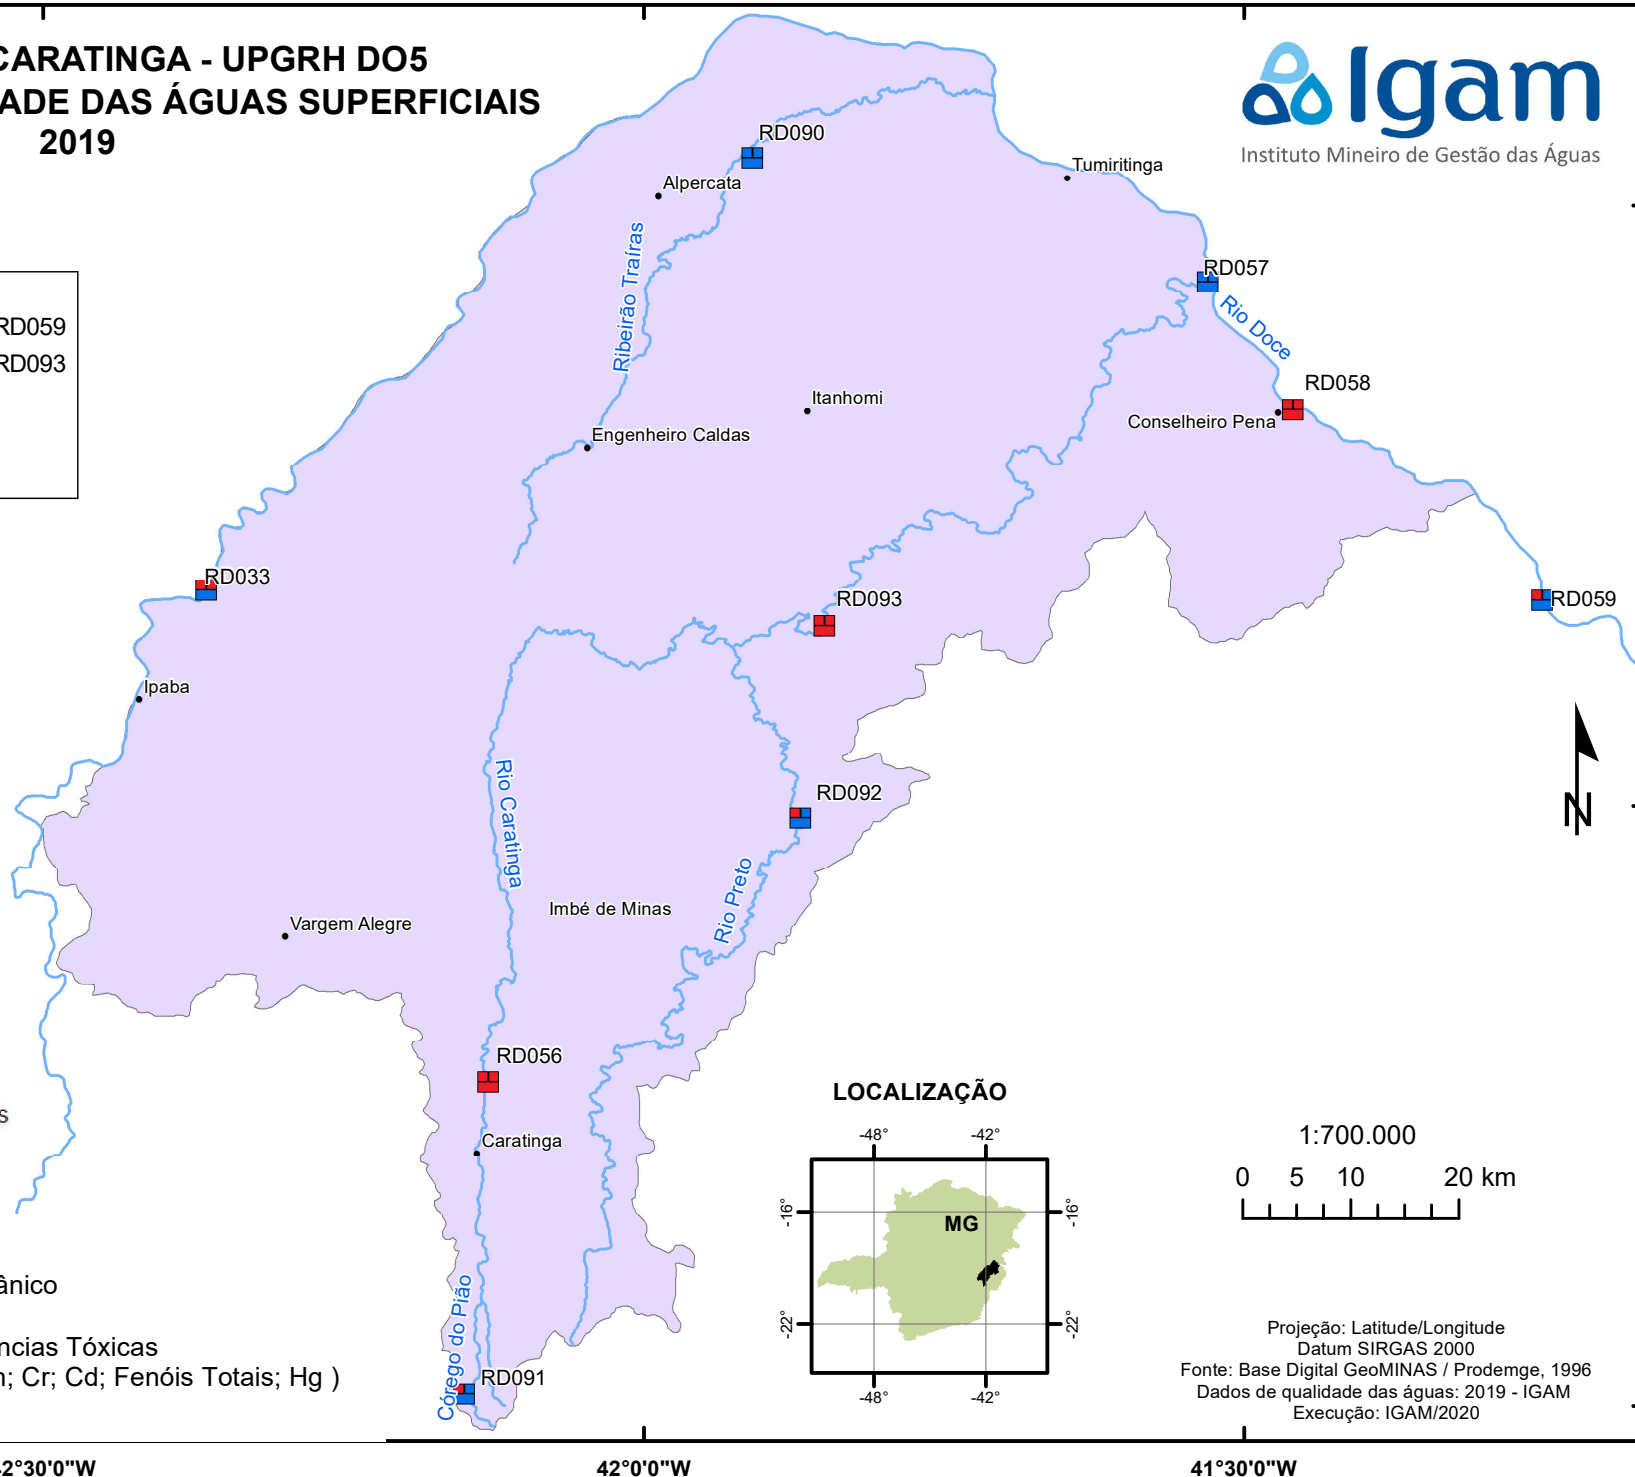 CARATINGA - UPGRH DO5
ADE DAS ÁGUAS SUPERFICIAIS
2019
Igam
Instituto Mineiro de Gestão das Águas
RD090
Tumiritinga
Alpercata
Ribeirão Traíras
RD057
Rio Doce
RD059
RD093
RD058
Itanhomi
Conselheiro Pena
Engenheiro Caldas
RD033
RD093
RD059
Ipaba
N
Rio Caratinga
RD092
Rio Preto
Imbé de Minas
Vargem Alegre
RD056
s
Caratinga
LOCALIZAÇÃO
-48° -42°
-16° -16°
MG
-22° -22°
-48° -42°
1:700.000
0 5 10 20 km
ânico
ncias Tóxicas
; Cr; Cd; Fenóis Totais; Hg )
Córego do Pião
RD091
Projeção: Latitude/Longitude
Datum SIRGAS 2000
Fonte: Base Digital GeoMINAS / Prodemge, 1996
Dados de qualidade das águas: 2019 - IGAM
Execução: IGAM/2020
2°30'0"W 42°0'0"W 41°30'0"W